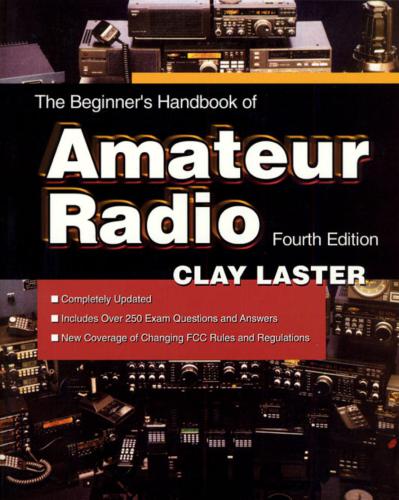 The Beginner's Handbook of
Amateur
Radio
Fourth Edition
CLAY LASTER
■ Completely Updated
■ Includes Over 250 Exam Questions and Answers
■ New Coverage of Changing FCC Rules and Regulations